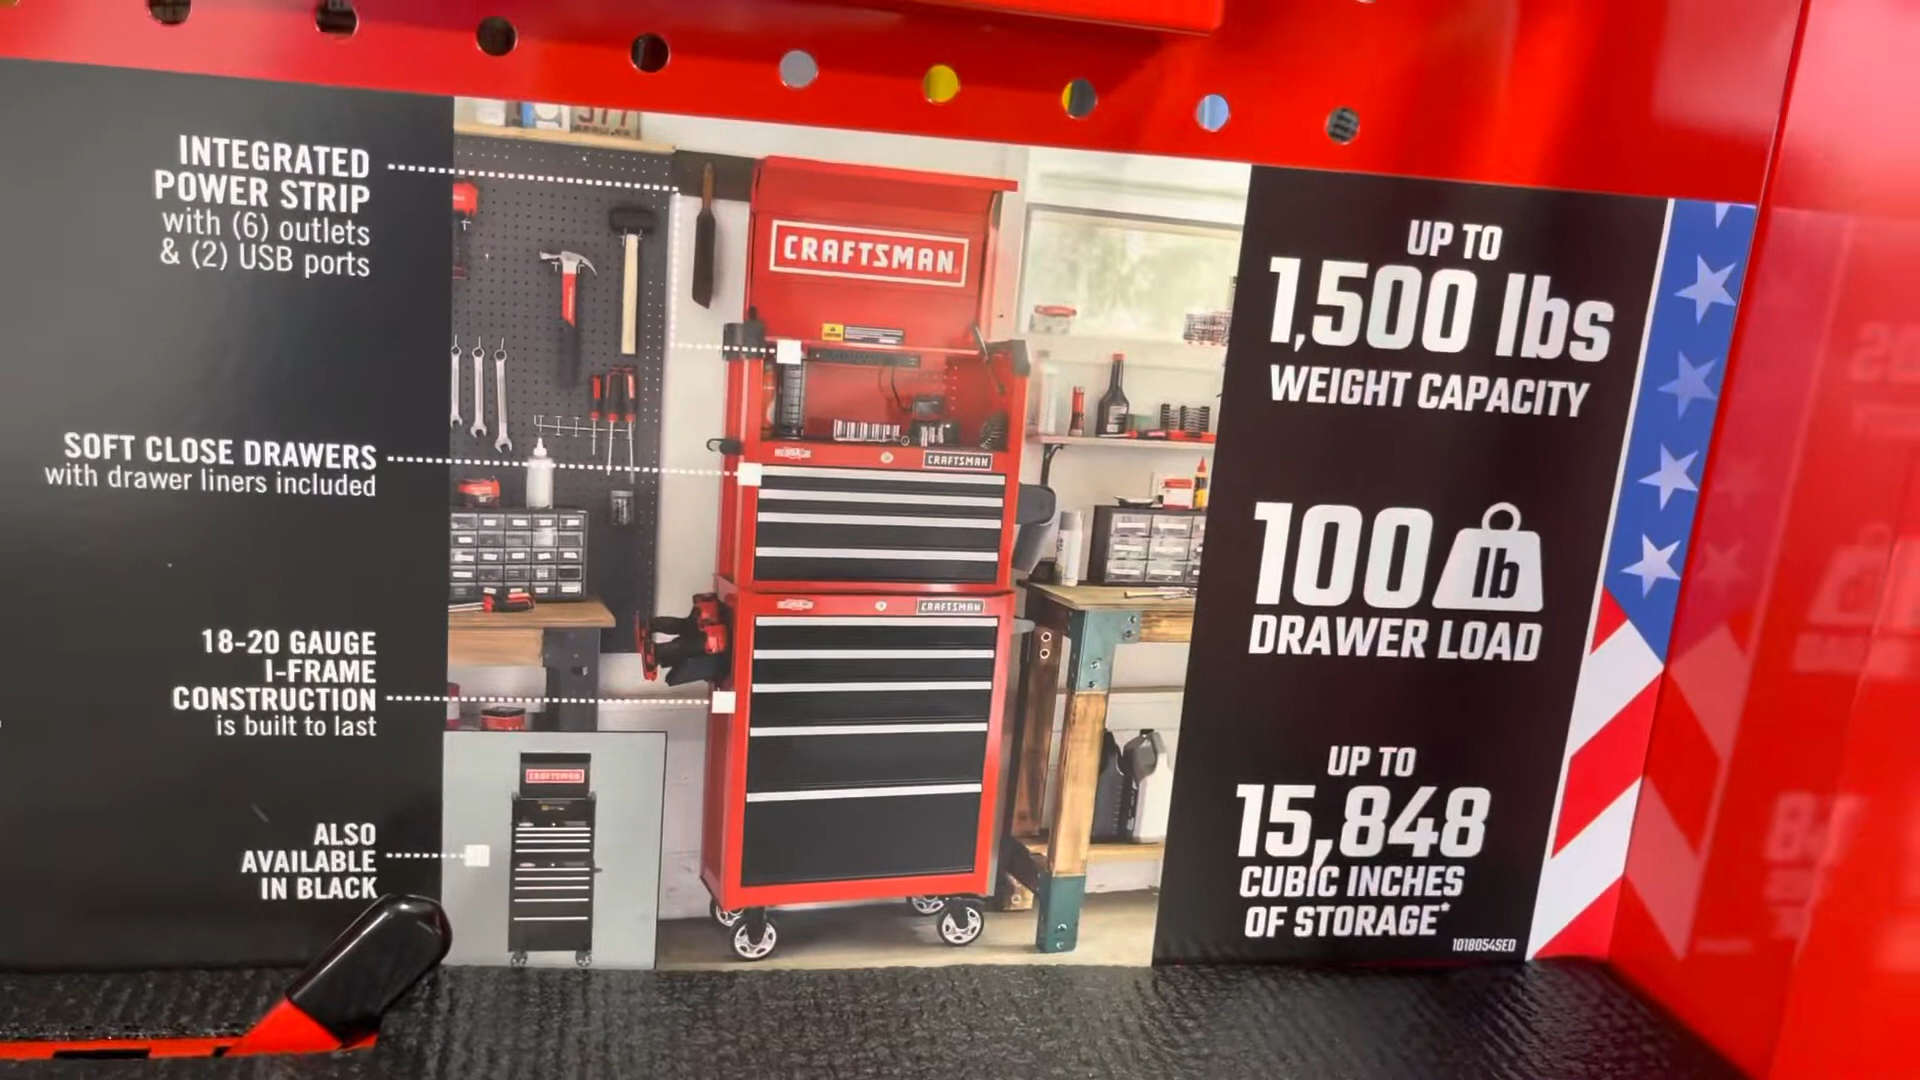 INTEGRATED
POWER STRIP
with (6) outlets
& (2) USB ports
SOFT CLOSE DRAWERS
with drawer liners included
18-20 GAUGE
I-FRAME
CONSTRUCTION
is built to last
ALSO
AVAILABLE
IN BLACK
CRAFTSMAN
CRAFTSMAN
CRAFTSMAN
CRAFTSMAN
UP TO
1,500 lbs
WEIGHT CAPACITY
100 lb
DRAWER LOAD
UP TO
15,848
CUBIC INCHES
OF STORAGE*
1018054SED